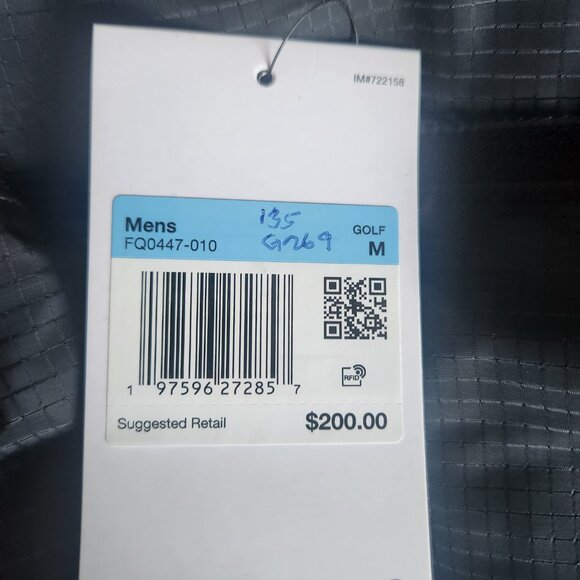 IM#722158
Mens 135 GOLF
FQ0447-010 G269 M
1 97596 27285 7
RFID
Suggested Retail $200.00